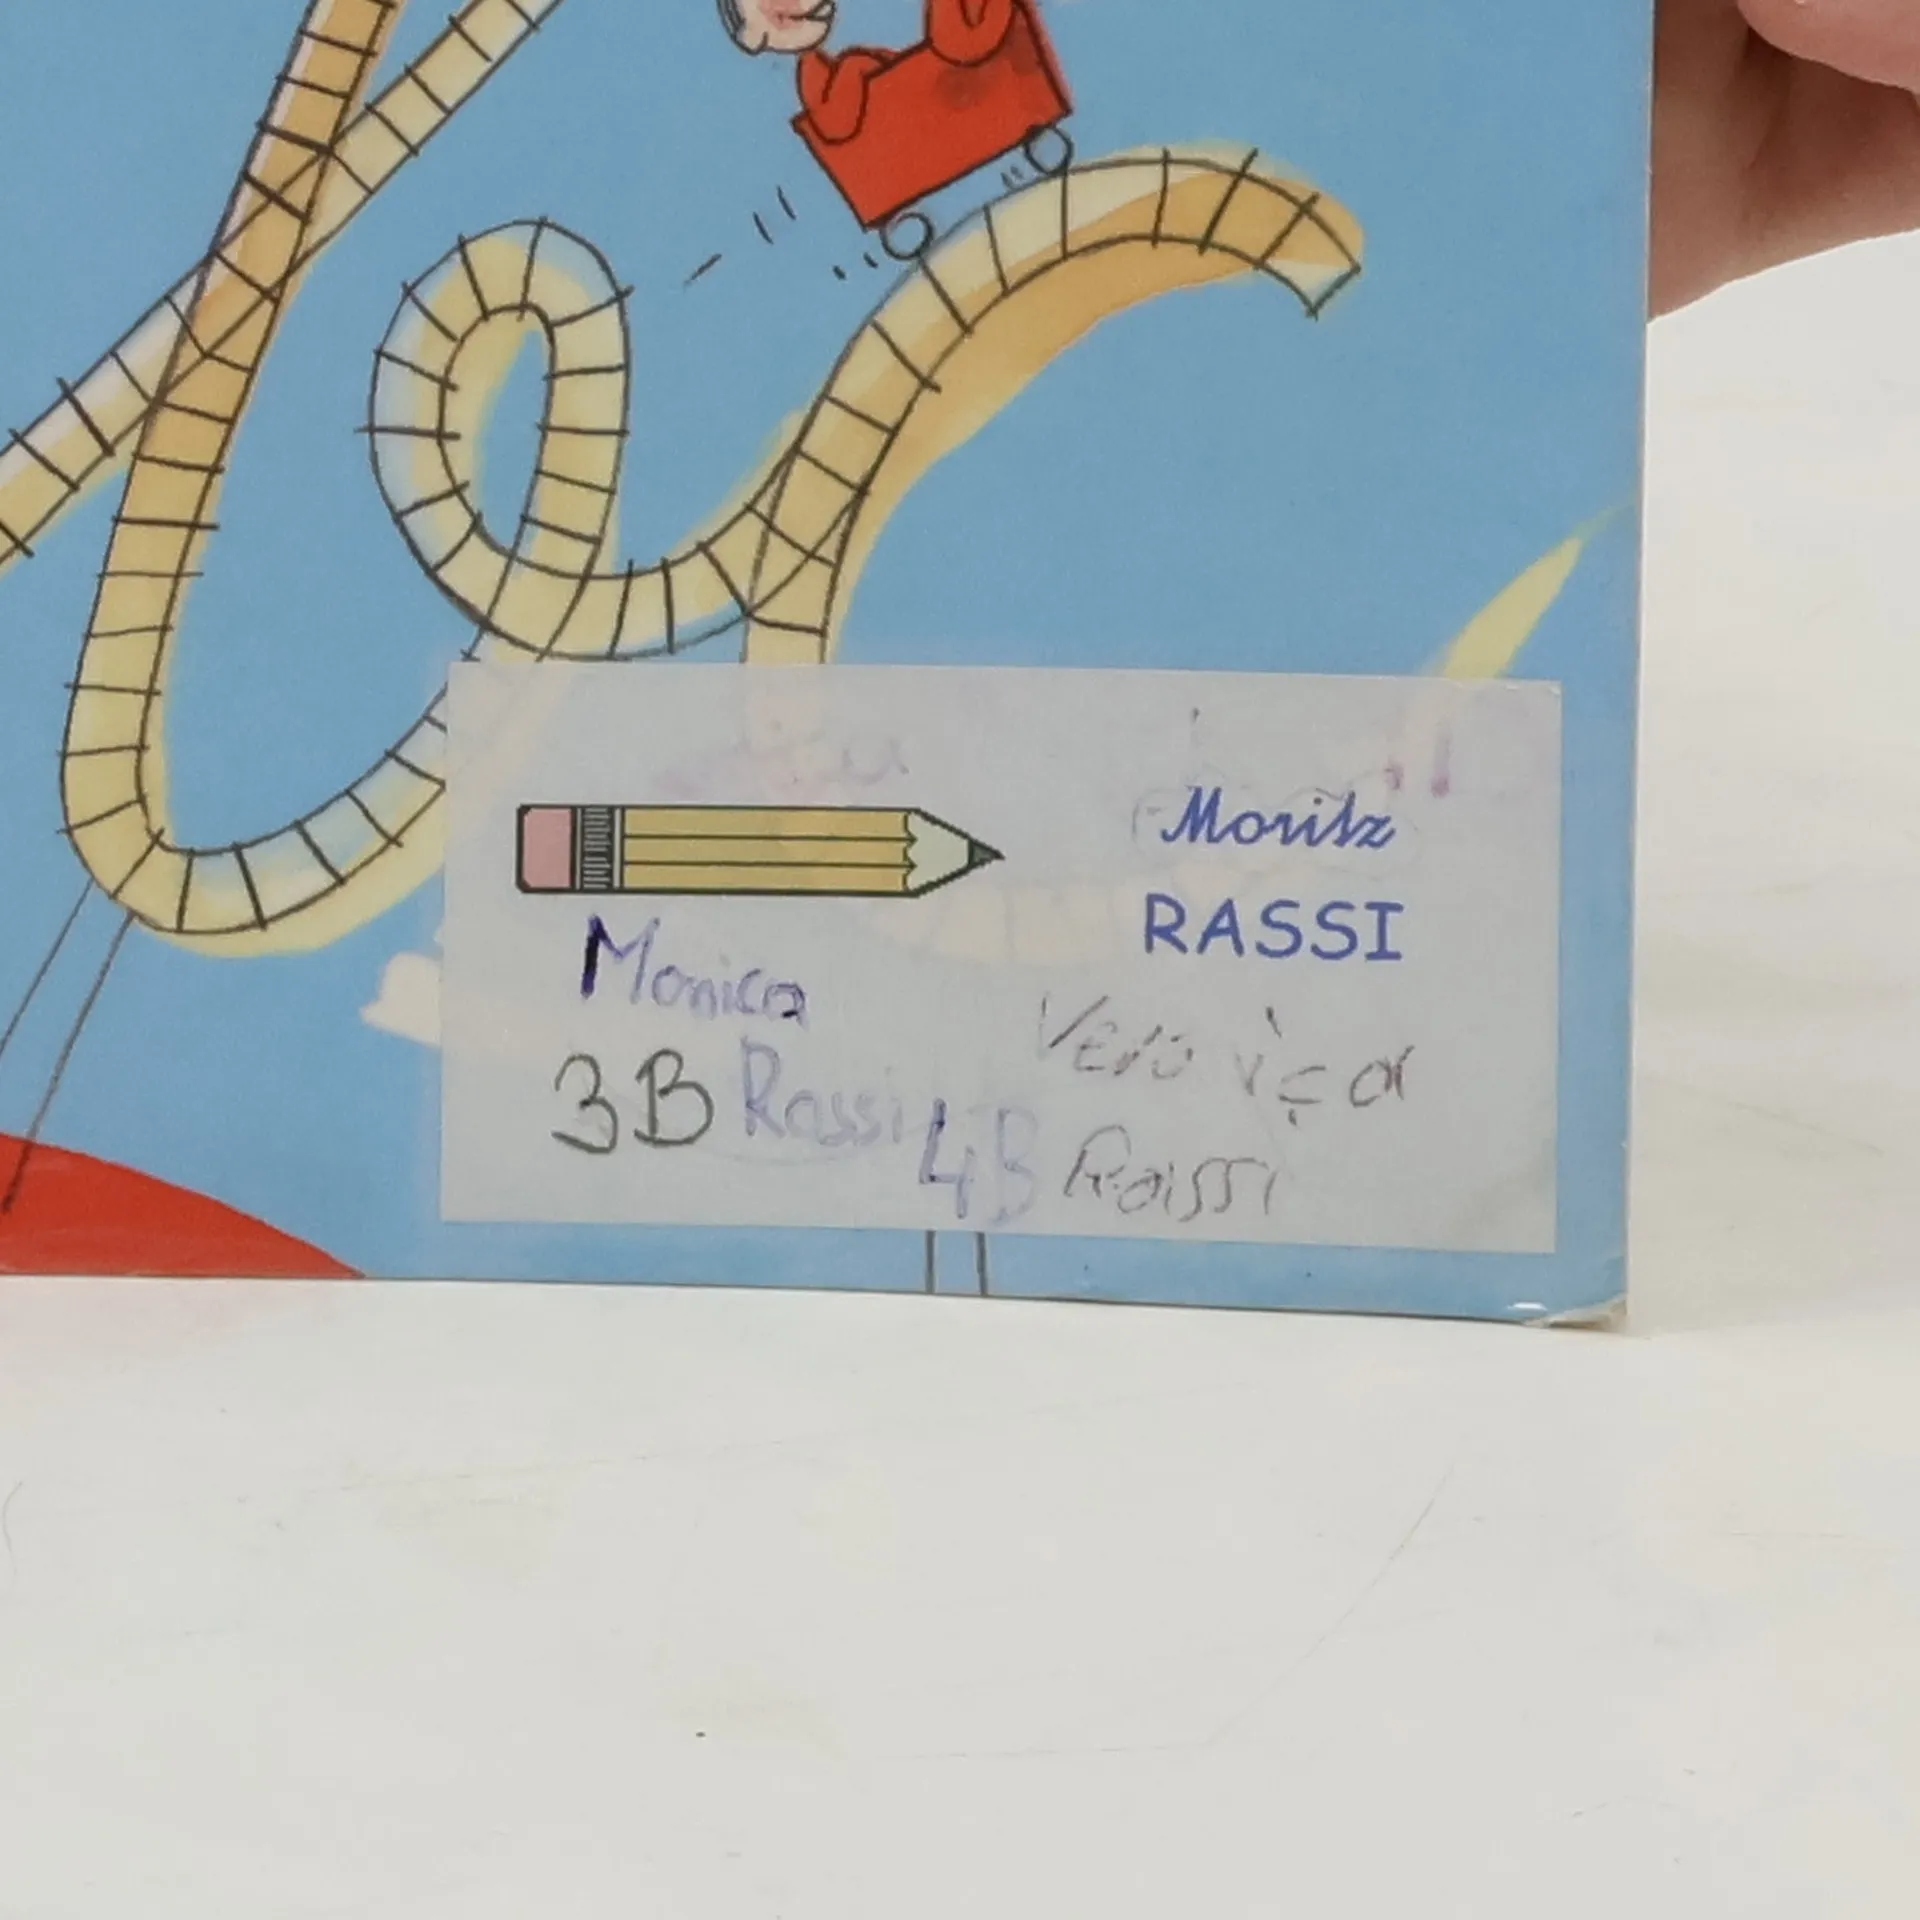 Moritz
RASSI
Monica
Rassi
3B
4B
Rassi